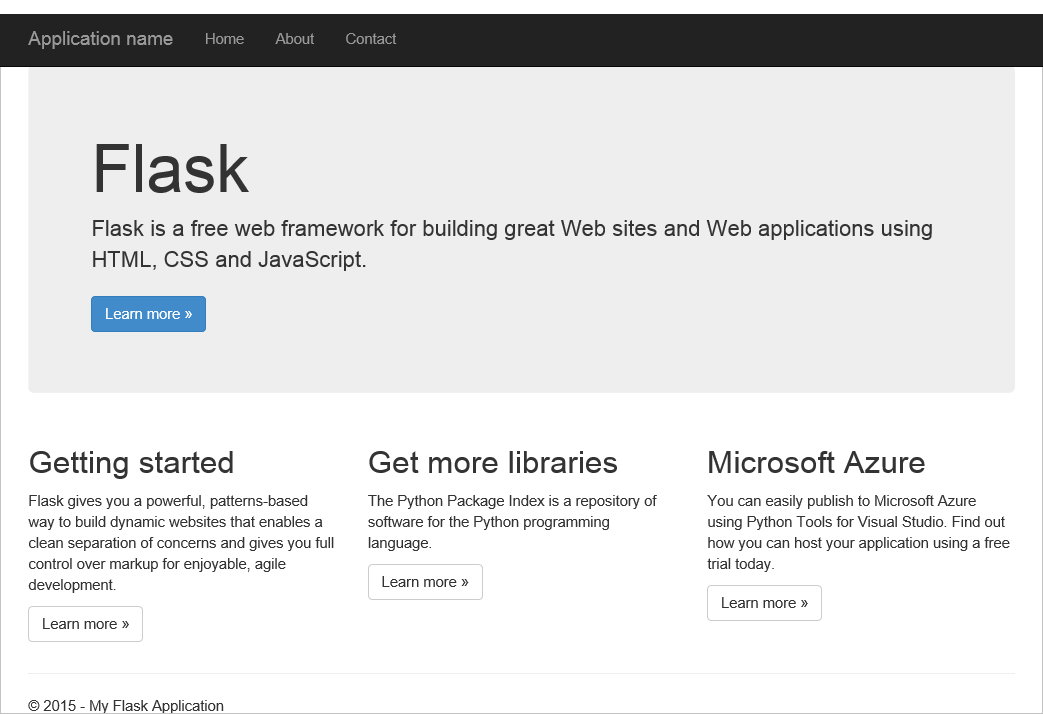 Application name Home About Contact
Flask
Flask is a free web framework for building great Web sites and Web applications using
HTML, CSS and JavaScript.
Learn more »
Getting started
Flask gives you a powerful, patterns-based
way to build dynamic websites that enables a
clean separation of concerns and gives you full
control over markup for enjoyable, agile
development.
Learn more »
Get more libraries
The Python Package Index is a repository of
software for the Python programming
language.
Learn more »
Microsoft Azure
You can easily publish to Microsoft Azure
using Python Tools for Visual Studio. Find out
how you can host your application using a free
trial today.
Learn more »
© 2015 - My Flask Application